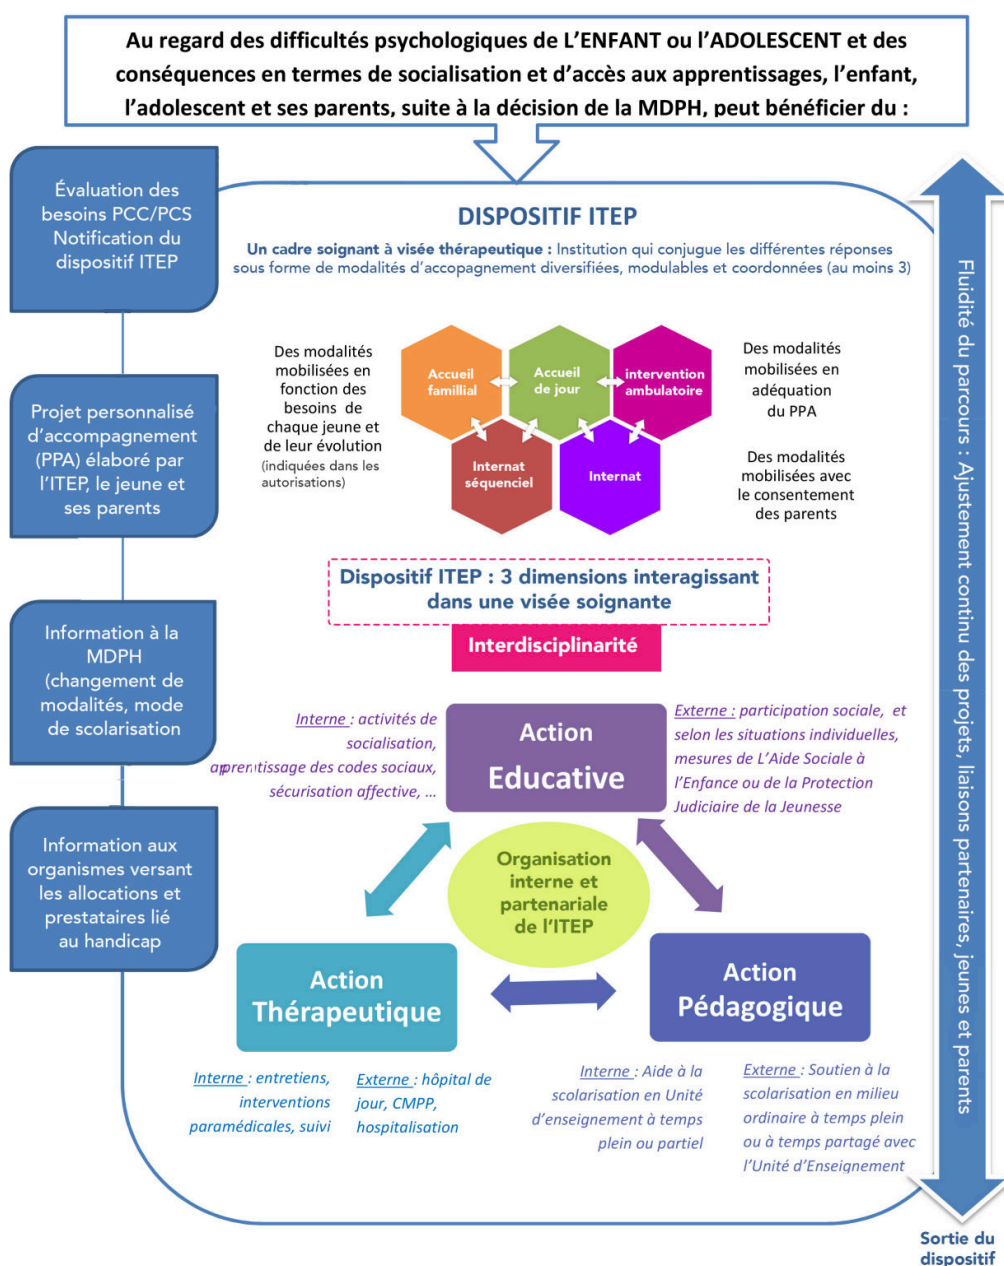 Au regard des difficultés psychologiques de L'ENFANT ou l'ADOLESCENT et des
conséquences en termes de socialisation et d'accès aux apprentissages, l'enfant,
l'adolescent et ses parents, suite à la décision de la MDPH, peut bénéficier du :
Évaluation des
besoins PCC/PCS
Notification du
dispositif ITEP
Projet personnalisé
d'accompagnement
(PPA) élaboré par
l'ITEP, le jeune et
ses parents
Information à la
MDPH
(changement de
modalités, mode
de scolarisation
Information aux
organismes versant
les allocations et
prestataires lié
au handicap
DISPOSITIF ITEP
Un cadre soignant à visée thérapeutique : Institution qui conjugue les différentes réponses
sous forme de modalités d'accopagnement diversifiées, modulables et coordonnées (au moins 3)
Des modalités
mobilisées en
fonction des
besoins de
chaque jeune et
de leur évolution
(indiquées dans les
autorisations)
Accueil
famillial
Accueil
de jour
intervention
ambulatoire
Internat
séquenciel
Internat
Des modalités
mobilisées en
adéquation
du PPA
Des modalités
mobilisées avec
le consentement
des parents
Dispositif ITEP : 3 dimensions interagissant
dans une visée soignante
Interdisciplinarité
Interne : activités de
socialisation,
apprentissage des codes sociaux,
sécurisation affective, ...
Action
Educative
Externe : participation sociale, et
selon les situations individuelles,
mesures de L'Aide Sociale à
l'Enfance ou de la Protection
Judiciaire de la Jeunesse
Organisation
interne et
partenariale
de l'ITEP
Action
Thérapeutique
Action
Pédagogique
Interne : entretiens,
interventions
paramédicales, suivi
Externe : hôpital de
jour, CMPP,
hospitalisation
Interne : Aide à la
scolarisation en Unité
d'enseignement à temps
plein ou partiel
Externe : Soutien à la
scolarisation en milieu
ordinaire à temps plein
ou à temps partagé avec
l'Unité d'Enseignement
Fluidité du parcours : Ajustement continu des projets, liaisons partenaires, jeunes et parents
Sortie du
dispositif